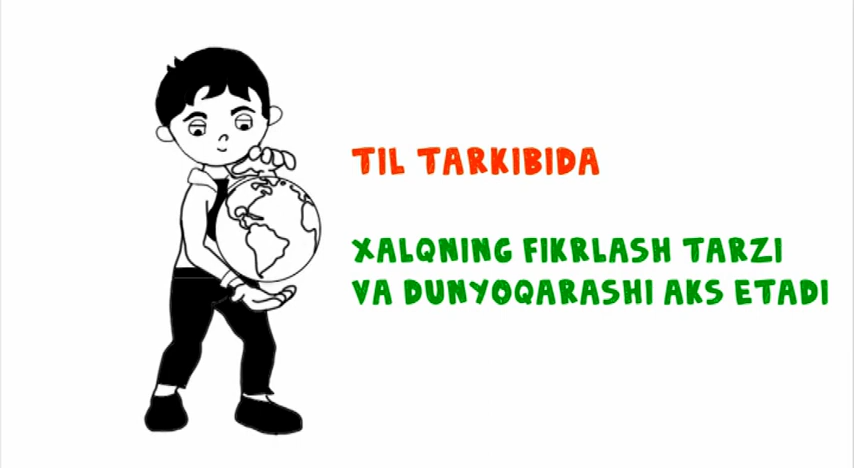 TIL TARKIBIDA
XALQNING FIKRLASH TARZI
VA DUNYOQARASHI AKS ETADI